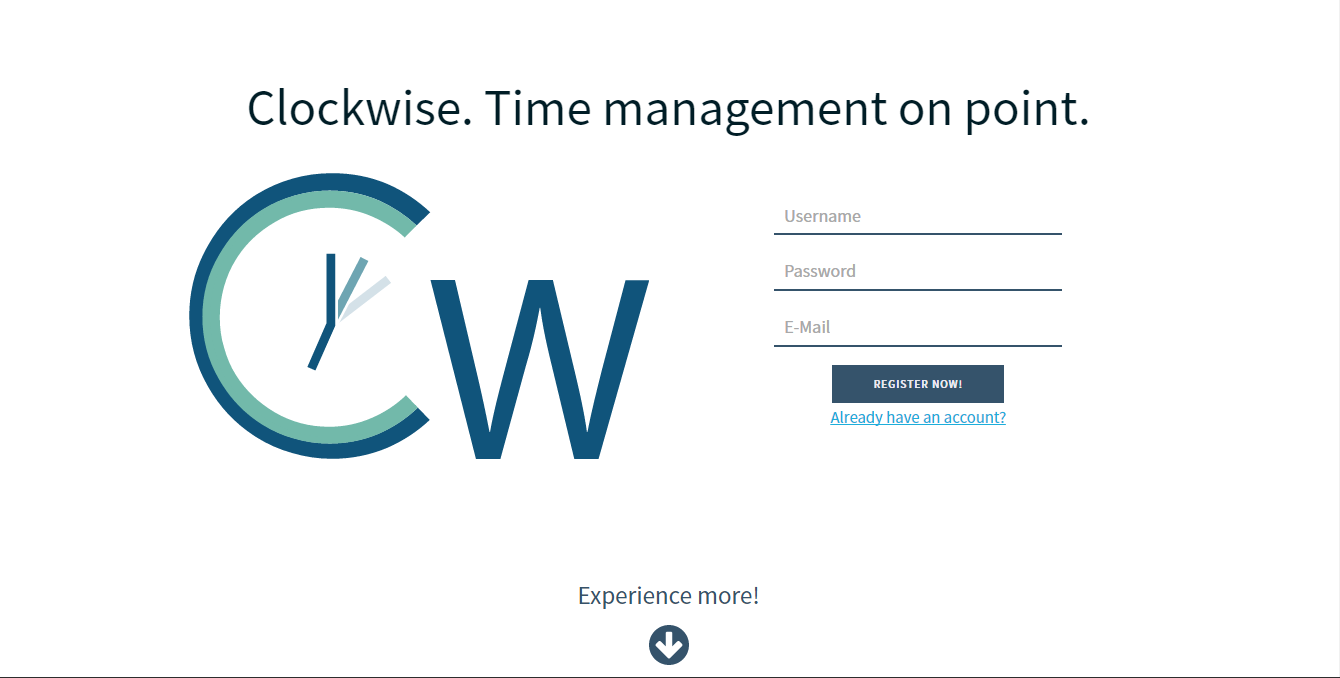 Clockwise. Time management on point.
CW
Username
Password
E-Mail
REGISTER NOW!
Already have an account?
Experience more!